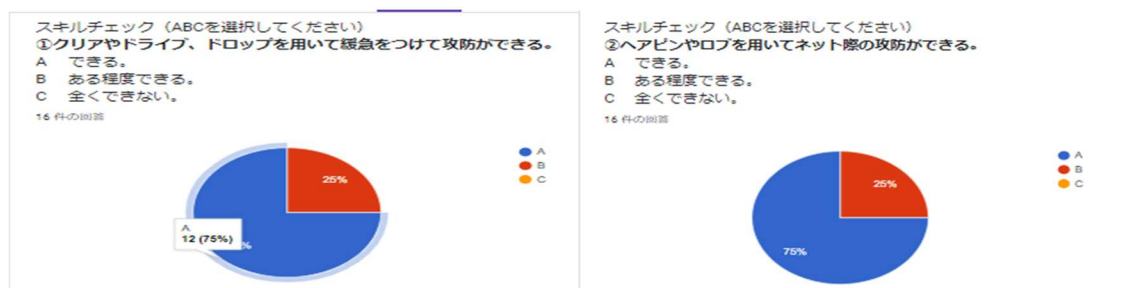 スキルチェック（ABCを選択してください）
①クリアやドライブ、ドロップを用いて緩急をつけて攻防ができる。
A できる。
B ある程度できる。
C 全くできない。
16 件の回答
A
B
C
25%
A
12 (75%)
%
スキルチェック（ABCを選択してください）
②ヘアピンやロブを用いてネット際の攻防ができる。
A できる。
B ある程度できる。
C 全くできない。
16 件の回答
A
B
C
25%
75%